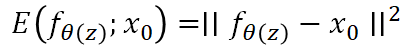 E(f_{θ(z)}; x_0) = || f_{θ(z)} − x_0 ||^2